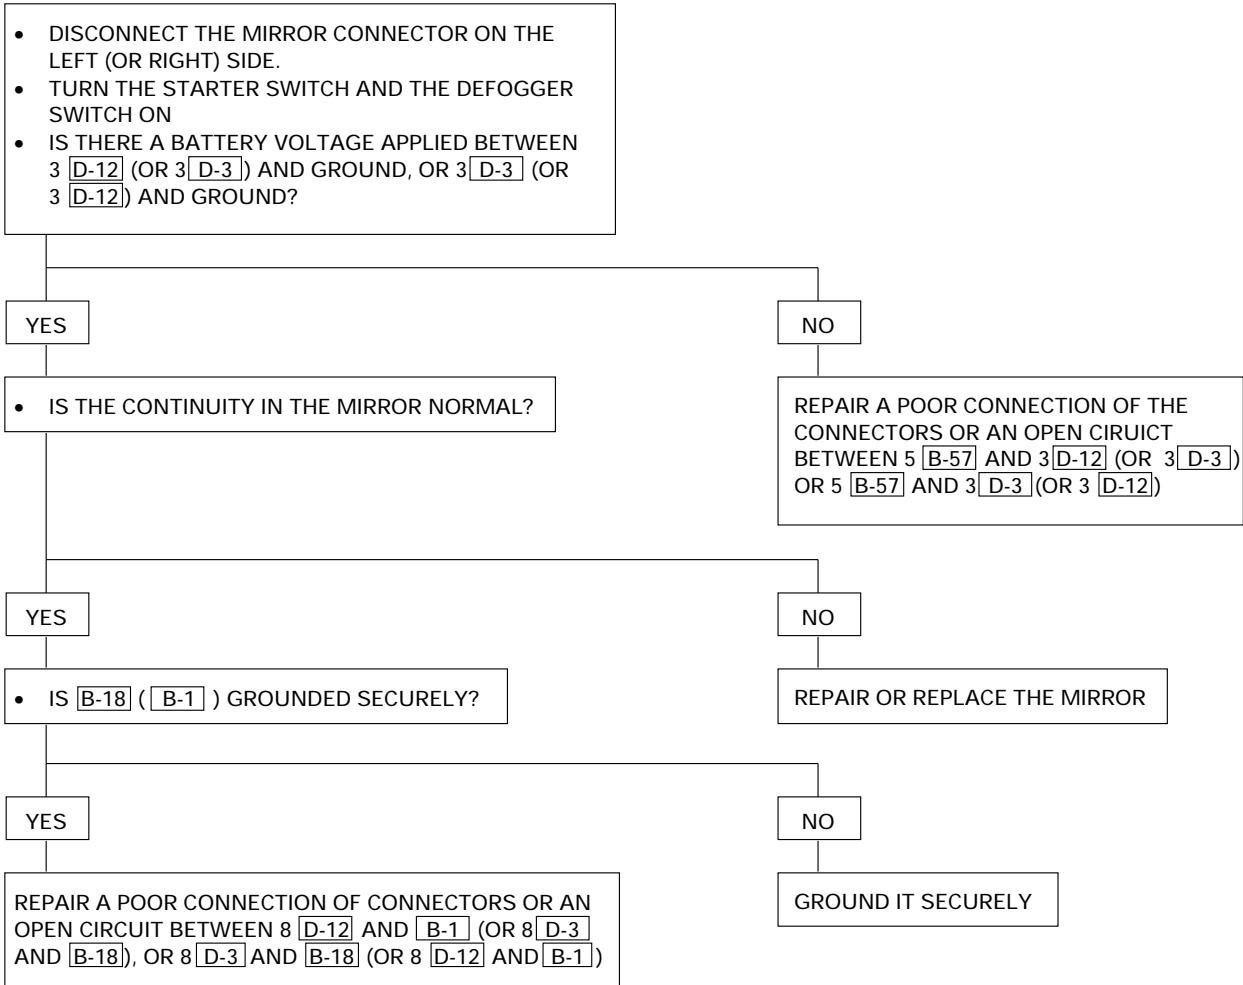 • DISCONNECT THE MIRROR CONNECTOR ON THE
LEFT (OR RIGHT) SIDE.
• TURN THE STARTER SWITCH AND THE DEFOGGER
SWITCH ON
• IS THERE A BATTERY VOLTAGE APPLIED BETWEEN
3 D-12 (OR 3 D-3 ) AND GROUND, OR 3 D-3 (OR
3 D-12) AND GROUND?
YES
NO
• IS THE CONTINUITY IN THE MIRROR NORMAL?
REPAIR A POOR CONNECTION OF THE
CONNECTORS OR AN OPEN CIRUICT
BETWEEN 5 B-57 AND 3 D-12 (OR 3 D-3 )
OR 5 B-57 AND 3 D-3 (OR 3 D-12)
YES
NO
• IS B-18 ( B-1 ) GROUNDED SECURELY?
REPAIR OR REPLACE THE MIRROR
YES
NO
REPAIR A POOR CONNECTION OF CONNECTORS OR AN
OPEN CIRCUIT BETWEEN 8 D-12 AND B-1 (OR 8 D-3
AND B-18), OR 8 D-3 AND B-18 (OR 8 D-12 AND B-1 )
GROUND IT SECURELY